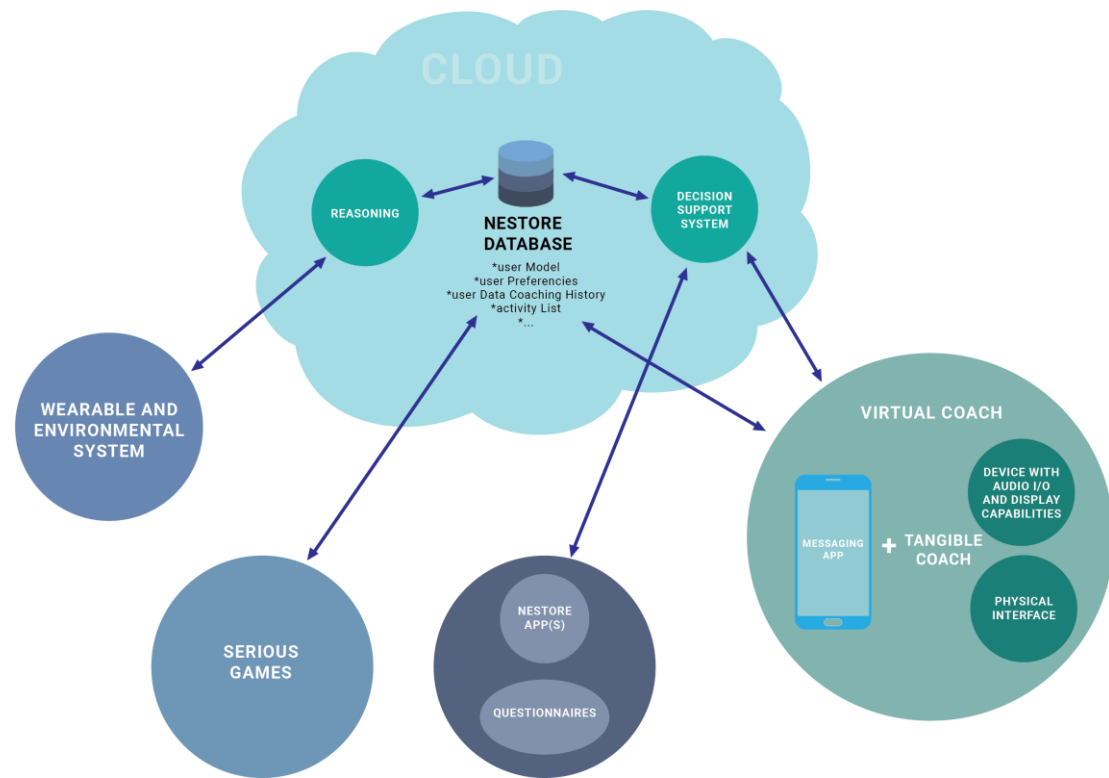 CLOUD
REASONING
DECISION
SUPPORT
SYSTEM
NESTORE
DATABASE
*user Model
*user Preferencies
*user Data Coaching History
*activity List
*...
WEARABLE AND
ENVIRONMENTAL
SYSTEM
SERIOUS
GAMES
NESTORE
APP(S)
QUESTIONNAIRES
VIRTUAL COACH
MESSAGING
APP
+
TANGIBLE
COACH
DEVICE WITH
AUDIO I/O
AND DISPLAY
CAPABILITIES
PHYSICAL
INTERFACE